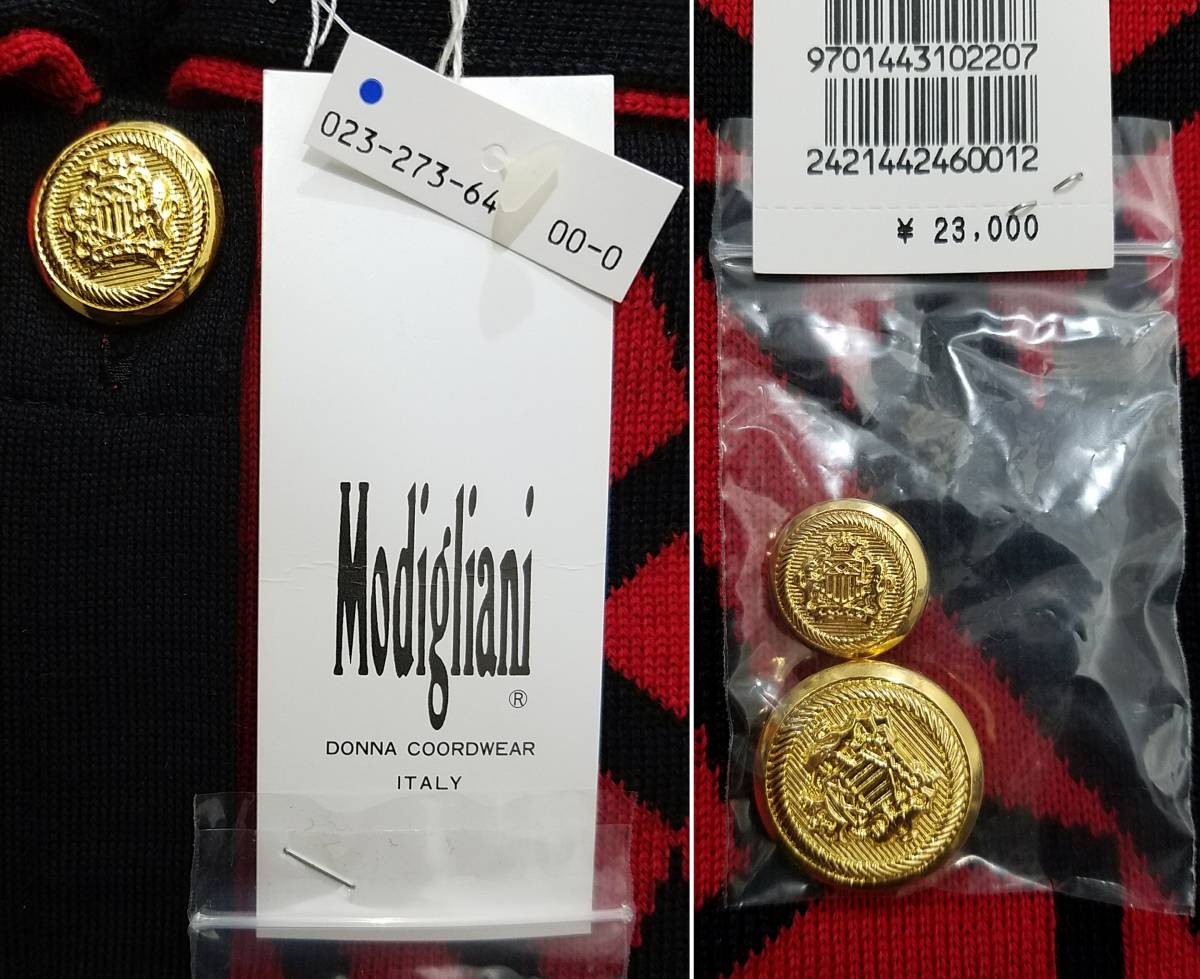 023-273-64 00-0
Modigliani
®
DONNA COORDWEAR
ITALY
9701443102207
2421442460012
¥ 23,000